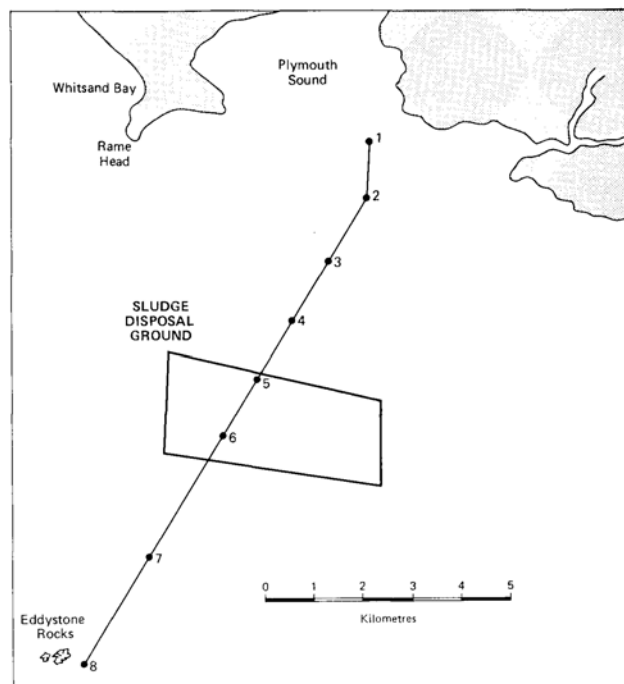 Plymouth
Sound
Whitsand Bay
Rame
Head
1
2
3
4
SLUDGE
DISPOSAL
GROUND
5
6
7
0 1 2 3 4 5
Kilometres
Eddystone
Rocks
8